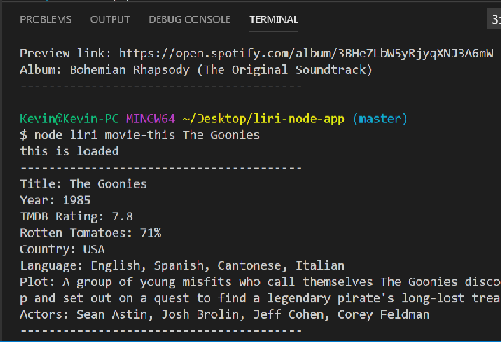 PROBLEMS OUTPUT DEBUG CONSOLE TERMINAL
Preview link: https://open.spotify.com/album/3BHe7LbW5yRjyqXNJ3A6mW
Album: Bohemian Rhapsody (The Original Soundtrack)
---------------------------------------
Kevin@Kevin-PC MINGW64 ~/Desktop/liri-node-app (master)
$ node liri movie-this The Goonies
this is loaded
---------------------------------------
Title: The Goonies
Year: 1985
TMDB Rating: 7.8
Rotten Tomatoes: 71%
Country: USA
Language: English, Spanish, Cantonese, Italian
Plot: A group of young misfits who call themselves The Goonies disco
p and set out on a quest to find a legendary pirate's long-lost trea
Actors: Sean Astin, Josh Brolin, Jeff Cohen, Corey Feldman
---------------------------------------